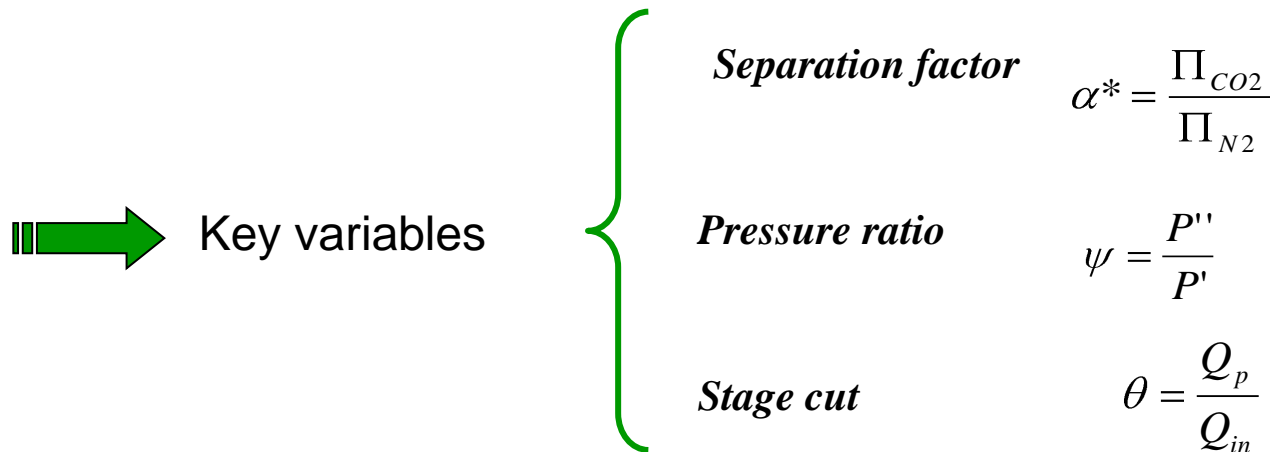 Separation factor α* = Π_CO2 / Π_N2
Key variables
Pressure ratio ψ = P'' / P'
Stage cut θ = Q_p / Q_in